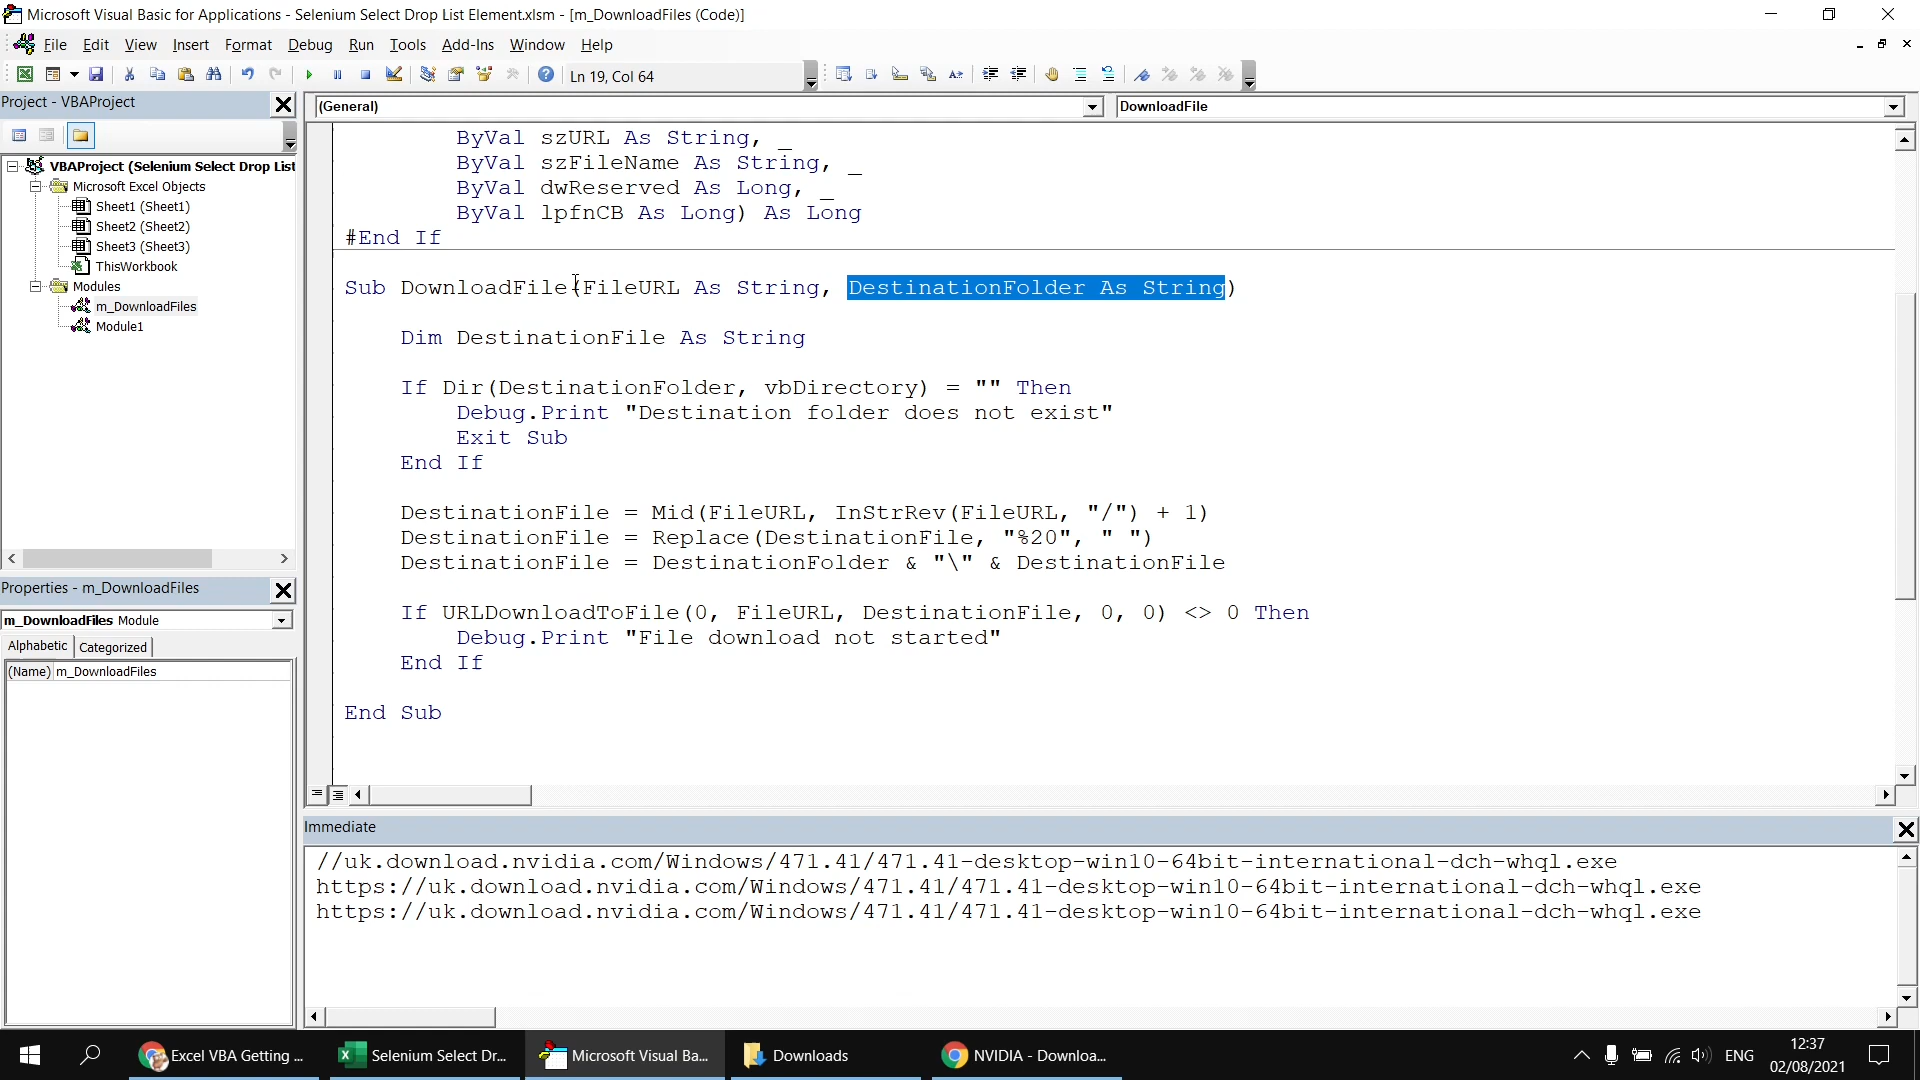 Microsoft Visual Basic for Applications - Selenium Select Drop List Element.xlsm - [m_DownloadFiles (Code)]
File Edit View Insert Format Debug Run Tools Add-Ins Window Help
Ln 19, Col 64
Project - VBAProject
(General) DownloadFile
VBAProject (Selenium Select Drop List
Microsoft Excel Objects
Sheet1 (Sheet1)
Sheet2 (Sheet2)
Sheet3 (Sheet3)
ThisWorkbook
Modules
m_DownloadFiles
Module1
Properties - m_DownloadFiles
m_DownloadFiles Module
Alphabetic Categorized
(Name) m_DownloadFiles
ByVal szURL As String, _
ByVal szFileName As String, _
ByVal dwReserved As Long, _
ByVal lpfnCB As Long) As Long
#End If
Sub DownloadFile(FileURL As String, DestinationFolder As String)
Dim DestinationFile As String
If Dir(DestinationFolder, vbDirectory) = "" Then
Debug.Print "Destination folder does not exist"
Exit Sub
End If
DestinationFile = Mid(FileURL, InStrRev(FileURL, "/") + 1)
DestinationFile = Replace(DestinationFile, "%20", " ")
DestinationFile = DestinationFolder & "\" & DestinationFile
If URLDownloadToFile(0, FileURL, DestinationFile, 0, 0) <> 0 Then
Debug.Print "File download not started"
End If
End Sub
Immediate
//uk.download.nvidia.com/Windows/471.41/471.41-desktop-win10-64bit-international-dch-whql.exe
https://uk.download.nvidia.com/Windows/471.41/471.41-desktop-win10-64bit-international-dch-whql.exe
https://uk.download.nvidia.com/Windows/471.41/471.41-desktop-win10-64bit-international-dch-whql.exe
Excel VBA Getting ... Selenium Select Dr... Microsoft Visual Ba... Downloads NVIDIA - Downloa... ENG
12:37
02/08/2021